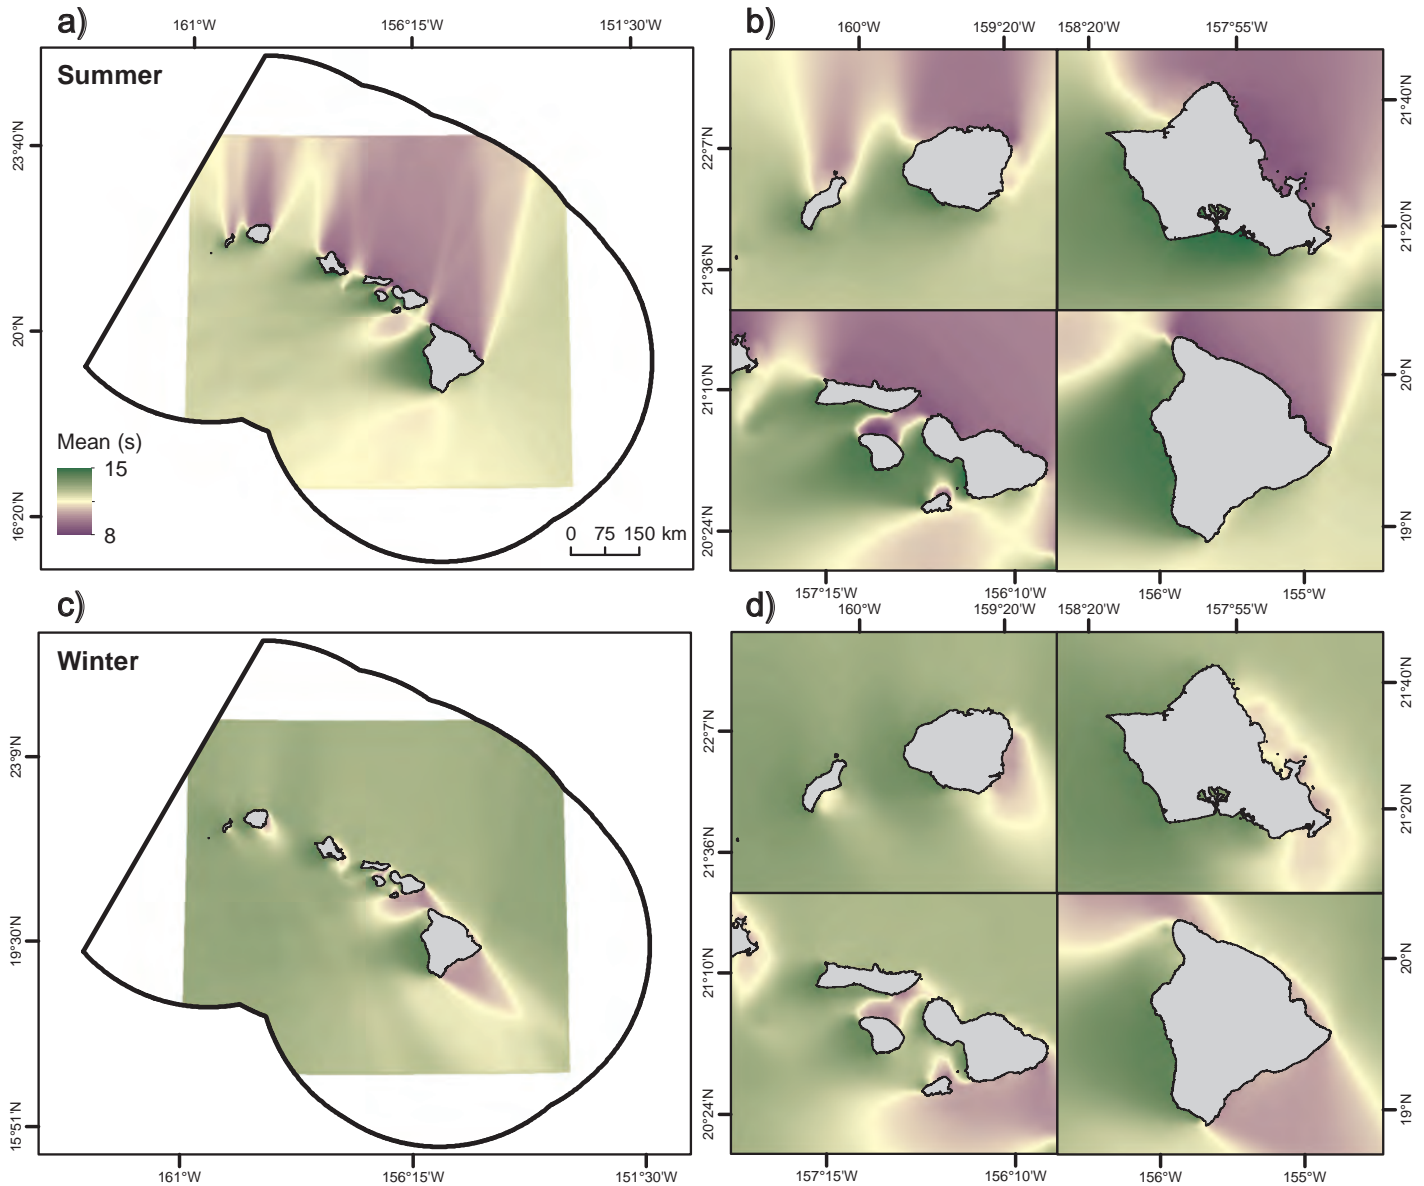 a)
161°W
156°15'W
151°30'W
Summer
23°40'N
20°N
16°20'N
Mean (s)
15
8
0 75 150 km
b)
160°W
159°20'W
158°20'W
157°55'W
22°7'N
21°36'N
21°40'N
21°20'N
21°10'N
20°24'N
20°N
19°N
157°15'W
156°10'W
156°W
155°W
c)
Winter
23°9'N
19°30'N
15°51'N
161°W
156°15'W
151°30'W
d)
160°W
159°20'W
158°20'W
157°55'W
22°7'N
21°36'N
21°40'N
21°20'N
21°10'N
20°24'N
20°N
19°N
157°15'W
156°10'W
156°W
155°W